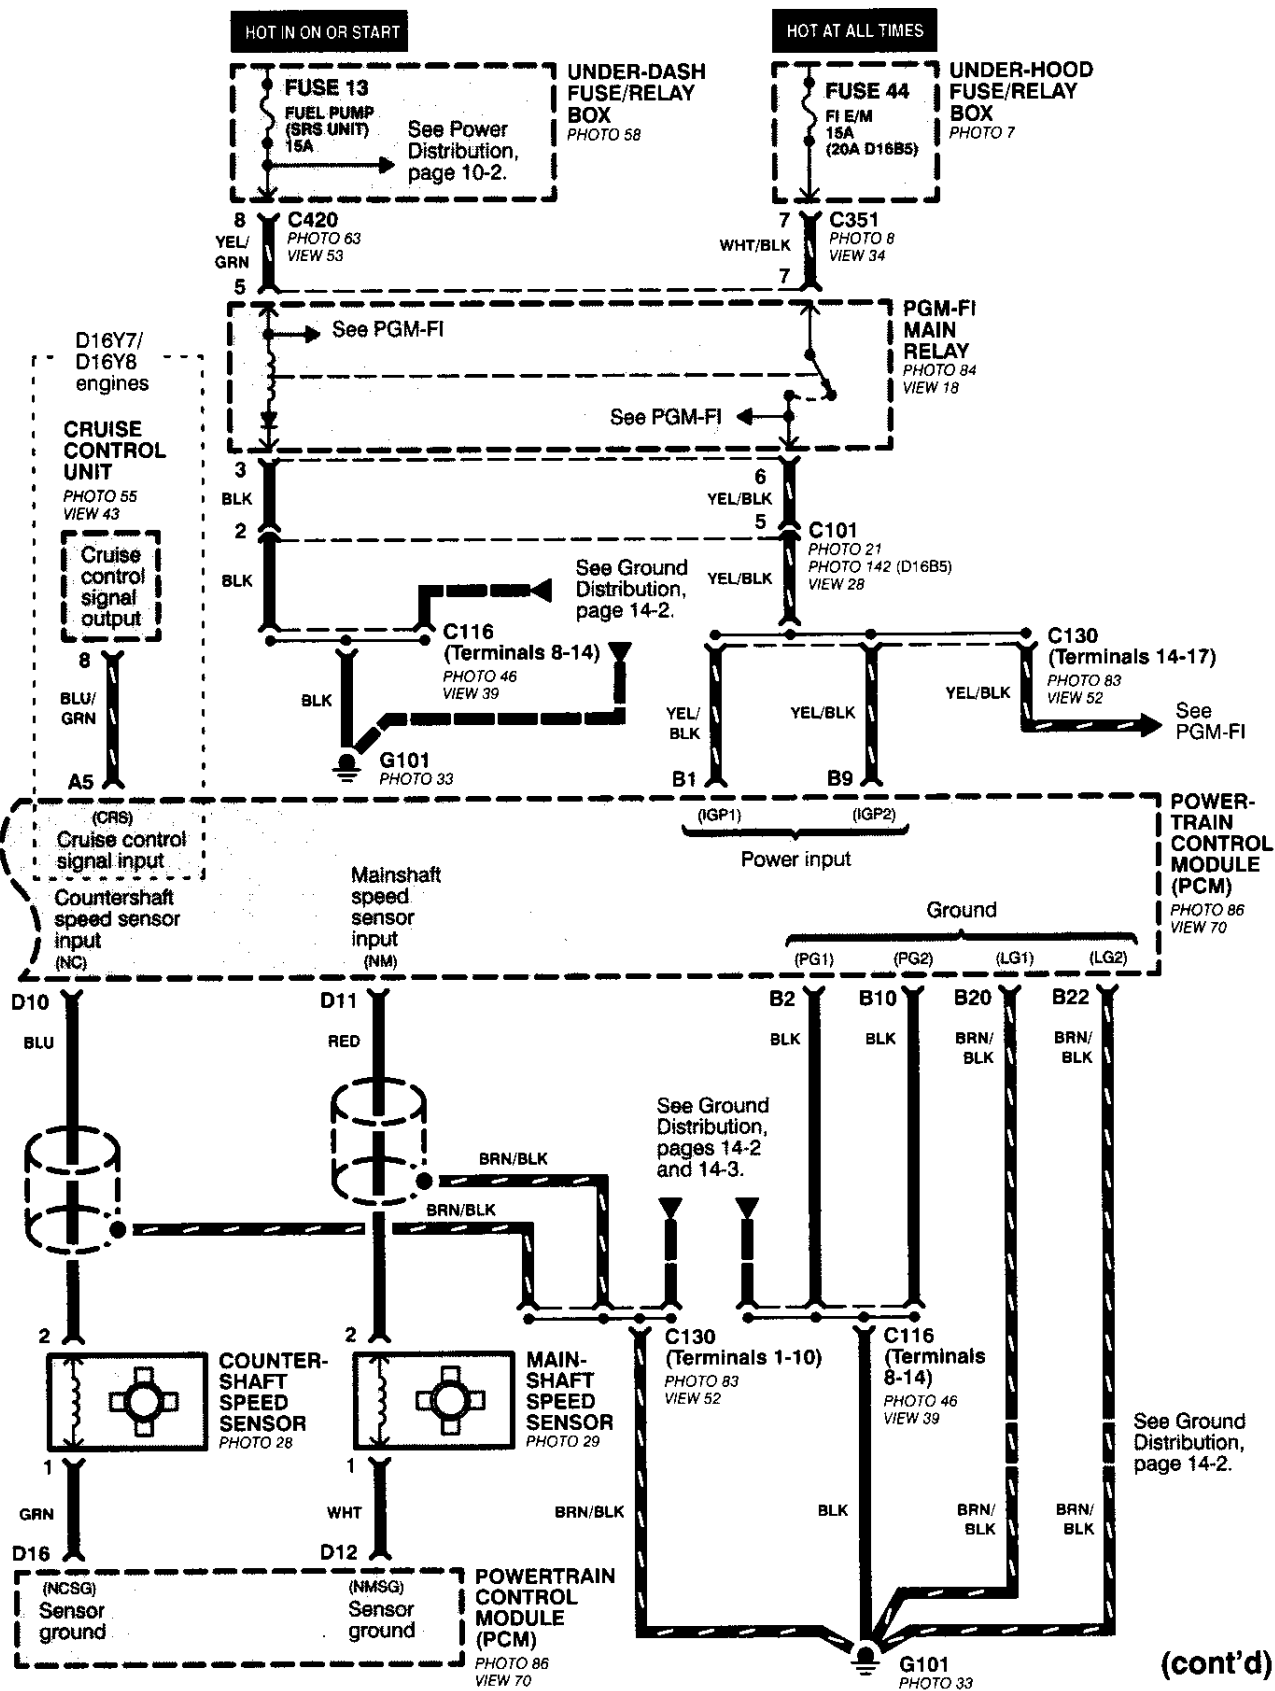 HOT IN ON OR START
HOT AT ALL TIMES
FUSE 13
FUEL PUMP
(SRS UNIT)
15A
See Power
Distribution,
page 10-2.
UNDER-DASH
FUSE/RELAY
BOX
PHOTO 58
FUSE 44
FI E/M
15A
(20A D16B5)
UNDER-HOOD
FUSE/RELAY
BOX
PHOTO 7
8
C420
PHOTO 63
VIEW 53
YEL/
GRN
5
7
C351
PHOTO 8
VIEW 34
WHT/BLK
7
See PGM-FI
See PGM-FI
PGM-FI
MAIN
RELAY
PHOTO 84
VIEW 18
D16Y7/
D16Y8
engines
CRUISE
CONTROL
UNIT
PHOTO 55
VIEW 43
Cruise
control
signal
output
8
BLU/
GRN
A5
3
BLK
2
BLK
6
YEL/BLK
5
C101
PHOTO 21
PHOTO 142 (D16B5)
VIEW 28
YEL/BLK
See Ground
Distribution,
page 14-2.
C116
(Terminals 8-14)
PHOTO 46
VIEW 39
BLK
G101
PHOTO 33
C130
(Terminals 14-17)
PHOTO 83
VIEW 52
YEL/
BLK
YEL/BLK
YEL/BLK
See
PGM-FI
B1
B9
(CRS)
Cruise control
signal input
(IGP1)
(IGP2)
Power input
POWER-
TRAIN
CONTROL
MODULE
(PCM)
PHOTO 86
VIEW 70
Countershaft
speed sensor
input
(NC)
Mainshaft
speed
sensor
input
(NM)
Ground
(PG1)
(PG2)
(LG1)
(LG2)
D10
D11
B2
B10
B20
B22
BLU
RED
BLK
BLK
BRN/
BLK
BRN/
BLK
See Ground
Distribution,
pages 14-2
and 14-3.
BRN/BLK
BRN/BLK
2
2
COUNTER-
SHAFT
SPEED
SENSOR
PHOTO 28
MAIN-
SHAFT
SPEED
SENSOR
PHOTO 29
C130
(Terminals 1-10)
PHOTO 83
VIEW 52
C116
(Terminals
8-14)
PHOTO 46
VIEW 39
See Ground
Distribution,
page 14-2.
1
1
GRN
WHT
BRN/BLK
BLK
BRN/
BLK
BRN/
BLK
D16
D12
(NCSG)
Sensor
ground
(NMSG)
Sensor
ground
POWERTRAIN
CONTROL
MODULE
(PCM)
PHOTO 86
VIEW 70
G101
PHOTO 33
(cont'd)